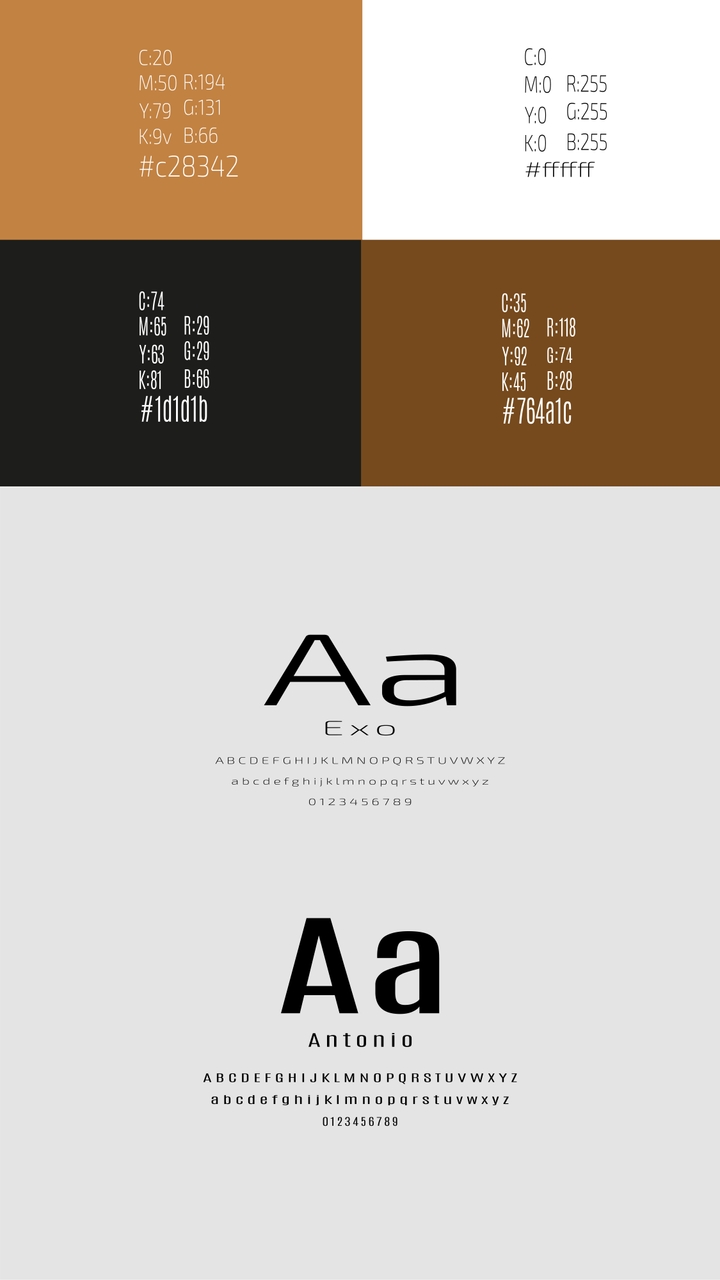 C:20
M:50 R:194
Y:79 G:131
K:9v B:66
#c28342
C:0
M:0 R:255
Y:0 G:255
K:0 B:255
#ffffff
C:74
M:65 R:29
Y:63 G:29
K:81 B:66
#1d1d1b
C:35
M:62 R:118
Y:92 G:74
K:45 B:28
#764a1c
Aa
Exo
ABCDEFGHIJKLMNOPQRSTUVWXYZ
abcdefghijklmnopqrstuvwxyz
0123456789
Aa
Antonio
ABCDEFGHIJKLMNOPQRSTUVWXYZ
abcdefghijklmnopqrstuvwxyz
0123456789